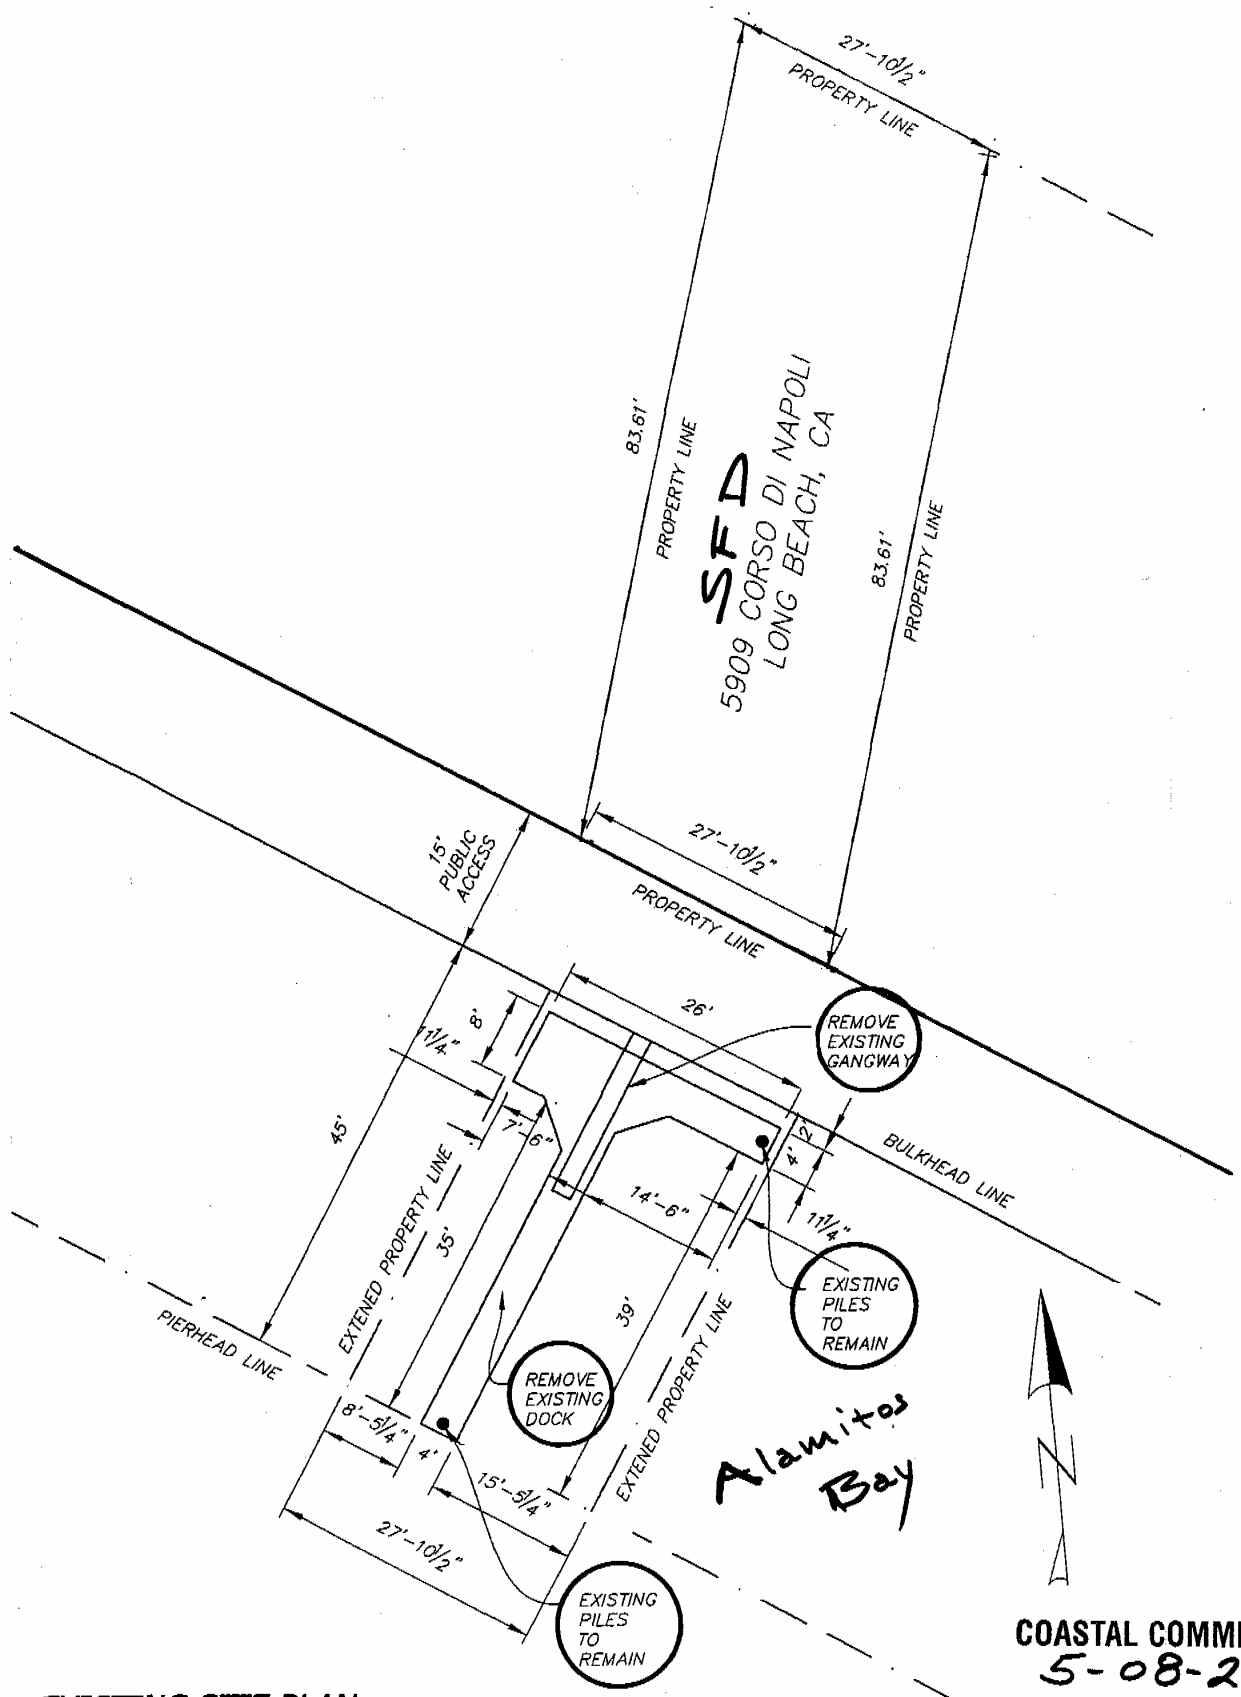 27'-10½"
PROPERTY LINE
83.61'
PROPERTY LINE
SFD
5909 CORSO DI NAPOLI
LONG BEACH, CA
83.61'
PROPERTY LINE
15'
PUBLIC
ACCESS
27'-10½"
PROPERTY LINE
26'
8'
11¼"
REMOVE
EXISTING
GANGWAY
45'
7'-6"
2'
4'
BULKHEAD LINE
14'-6"
11¼"
35'
EXTENED PROPERTY LINE
39'
EXISTING
PILES
TO
REMAIN
PIERHEAD LINE
REMOVE
EXISTING
DOCK
EXTENED PROPERTY LINE
8'-5¼"
4'
15'-5¼"
27'-10½"
Alamitos
Bay
N
EXISTING
PILES
TO
REMAIN
COASTAL COMM
5-08-2